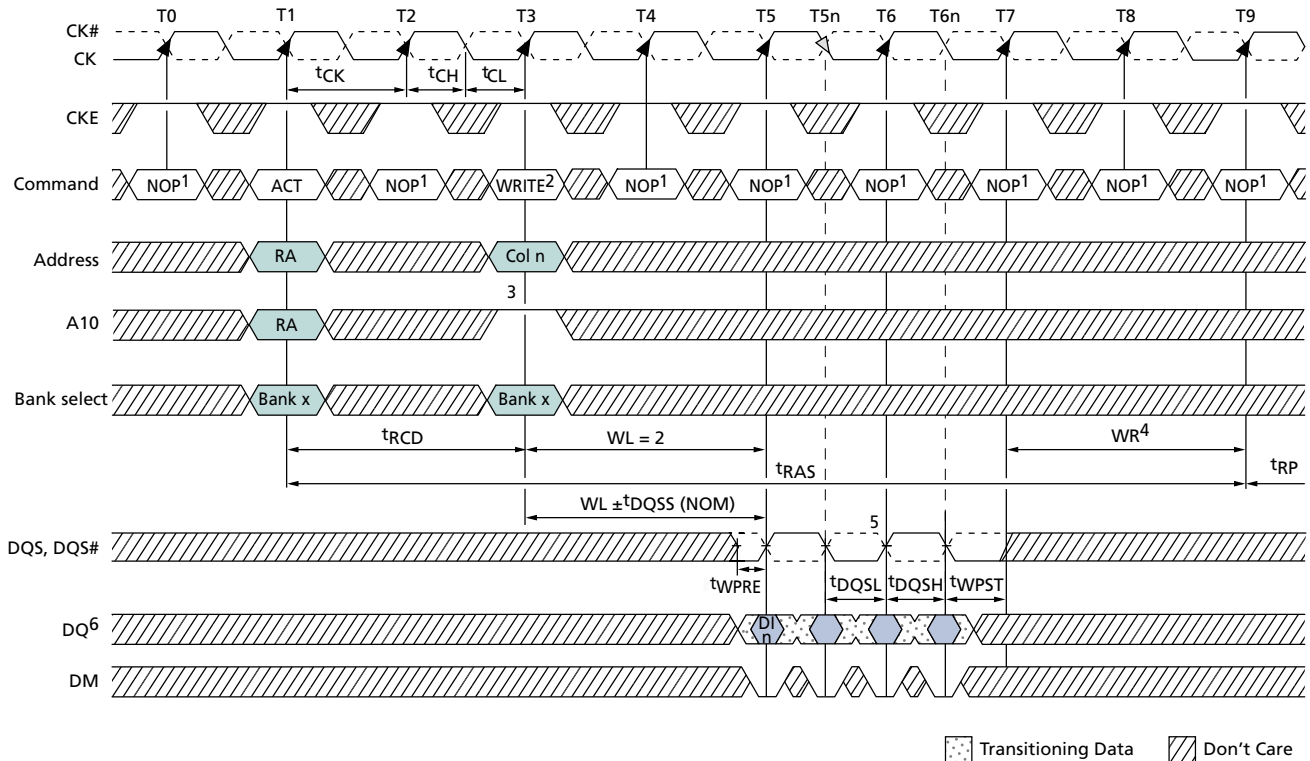 T0 T1 T2 T3 T4 T5 T5n T6 T6n T7 T8 T9
CK#
CK
tCK tCH tCL
CKE
Command NOP1 ACT NOP1 WRITE2 NOP1 NOP1 NOP1 NOP1 NOP1 NOP1
Address RA Col n
3
A10 RA
Bank select Bank x Bank x
tRCD WL = 2 WR4
tRAS tRP
WL ±tDQSS (NOM)
5
DQS, DQS#
tWPRE tDQSL tDQSH tWPST
DQ6 DI
n
DM
Transitioning Data Don't Care